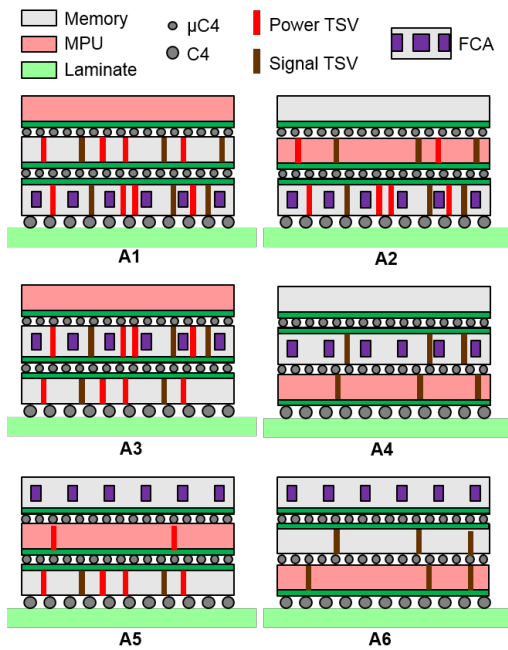 Memory
MPU
Laminate
μC4
C4
Power TSV
Signal TSV
FCA
A1
A2
A3
A4
A5
A6